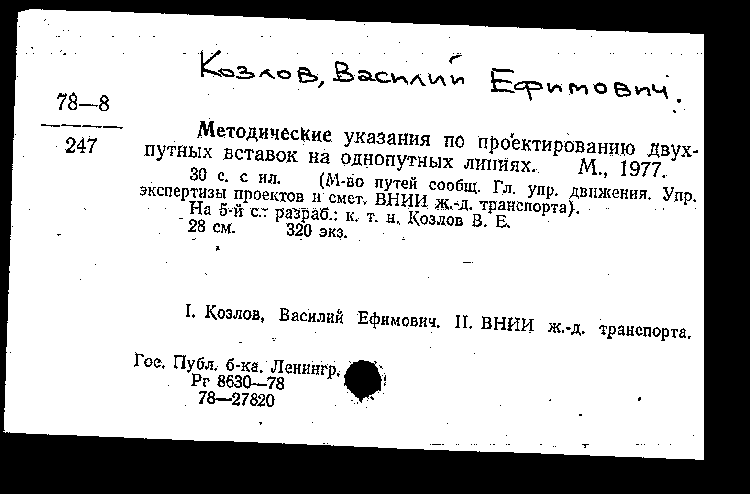 Козлов, Василий Ефимович.
78—8
247
Методические указания по проектированию двух-
путных вставок на однопутных линиях. М., 1977.
30 с. с ил. (М-во путей сообщ. Гл. упр. движения. Упр.
экспертизы проектов и смет. ВНИИ ж.-д. транспорта).
На 5-й с.: разраб.: к. т. н. Козлов В. Е.
28 см. 320 экз.
I. Козлов, Василий Ефимович. II. ВНИИ ж.-д. транспорта.
Гос. Публ. б-ка. Ленингр.
Рг 8630—78
78—27820